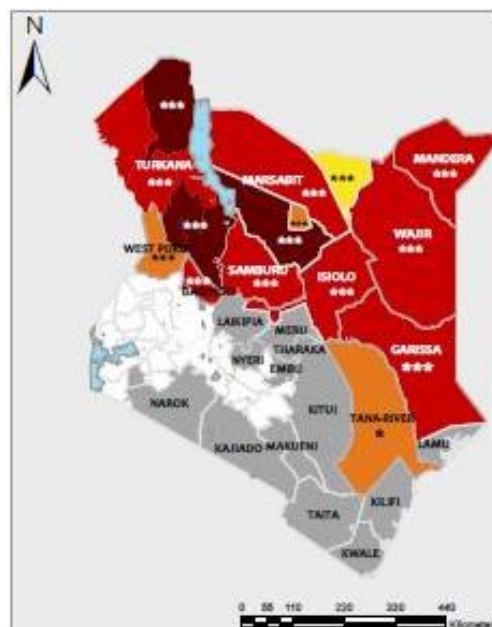 N
***
TURKANA
***
MARSABIT
***
***
MANDERA
***
WAJIR
***
***
WEST POKOT
***
***
SAMBURU
***
ISIOLO
***
***
LAIKIPIA
MERU
THARAKA
NYERI
EMBU
GARISSA
***
NAROK
KITUI
TANA-RIVER
*
LAMU
KAJIADO
MAKUENI
TAITA
KILIFI
KWALE
0 55 110 220 330 440
Kilometers